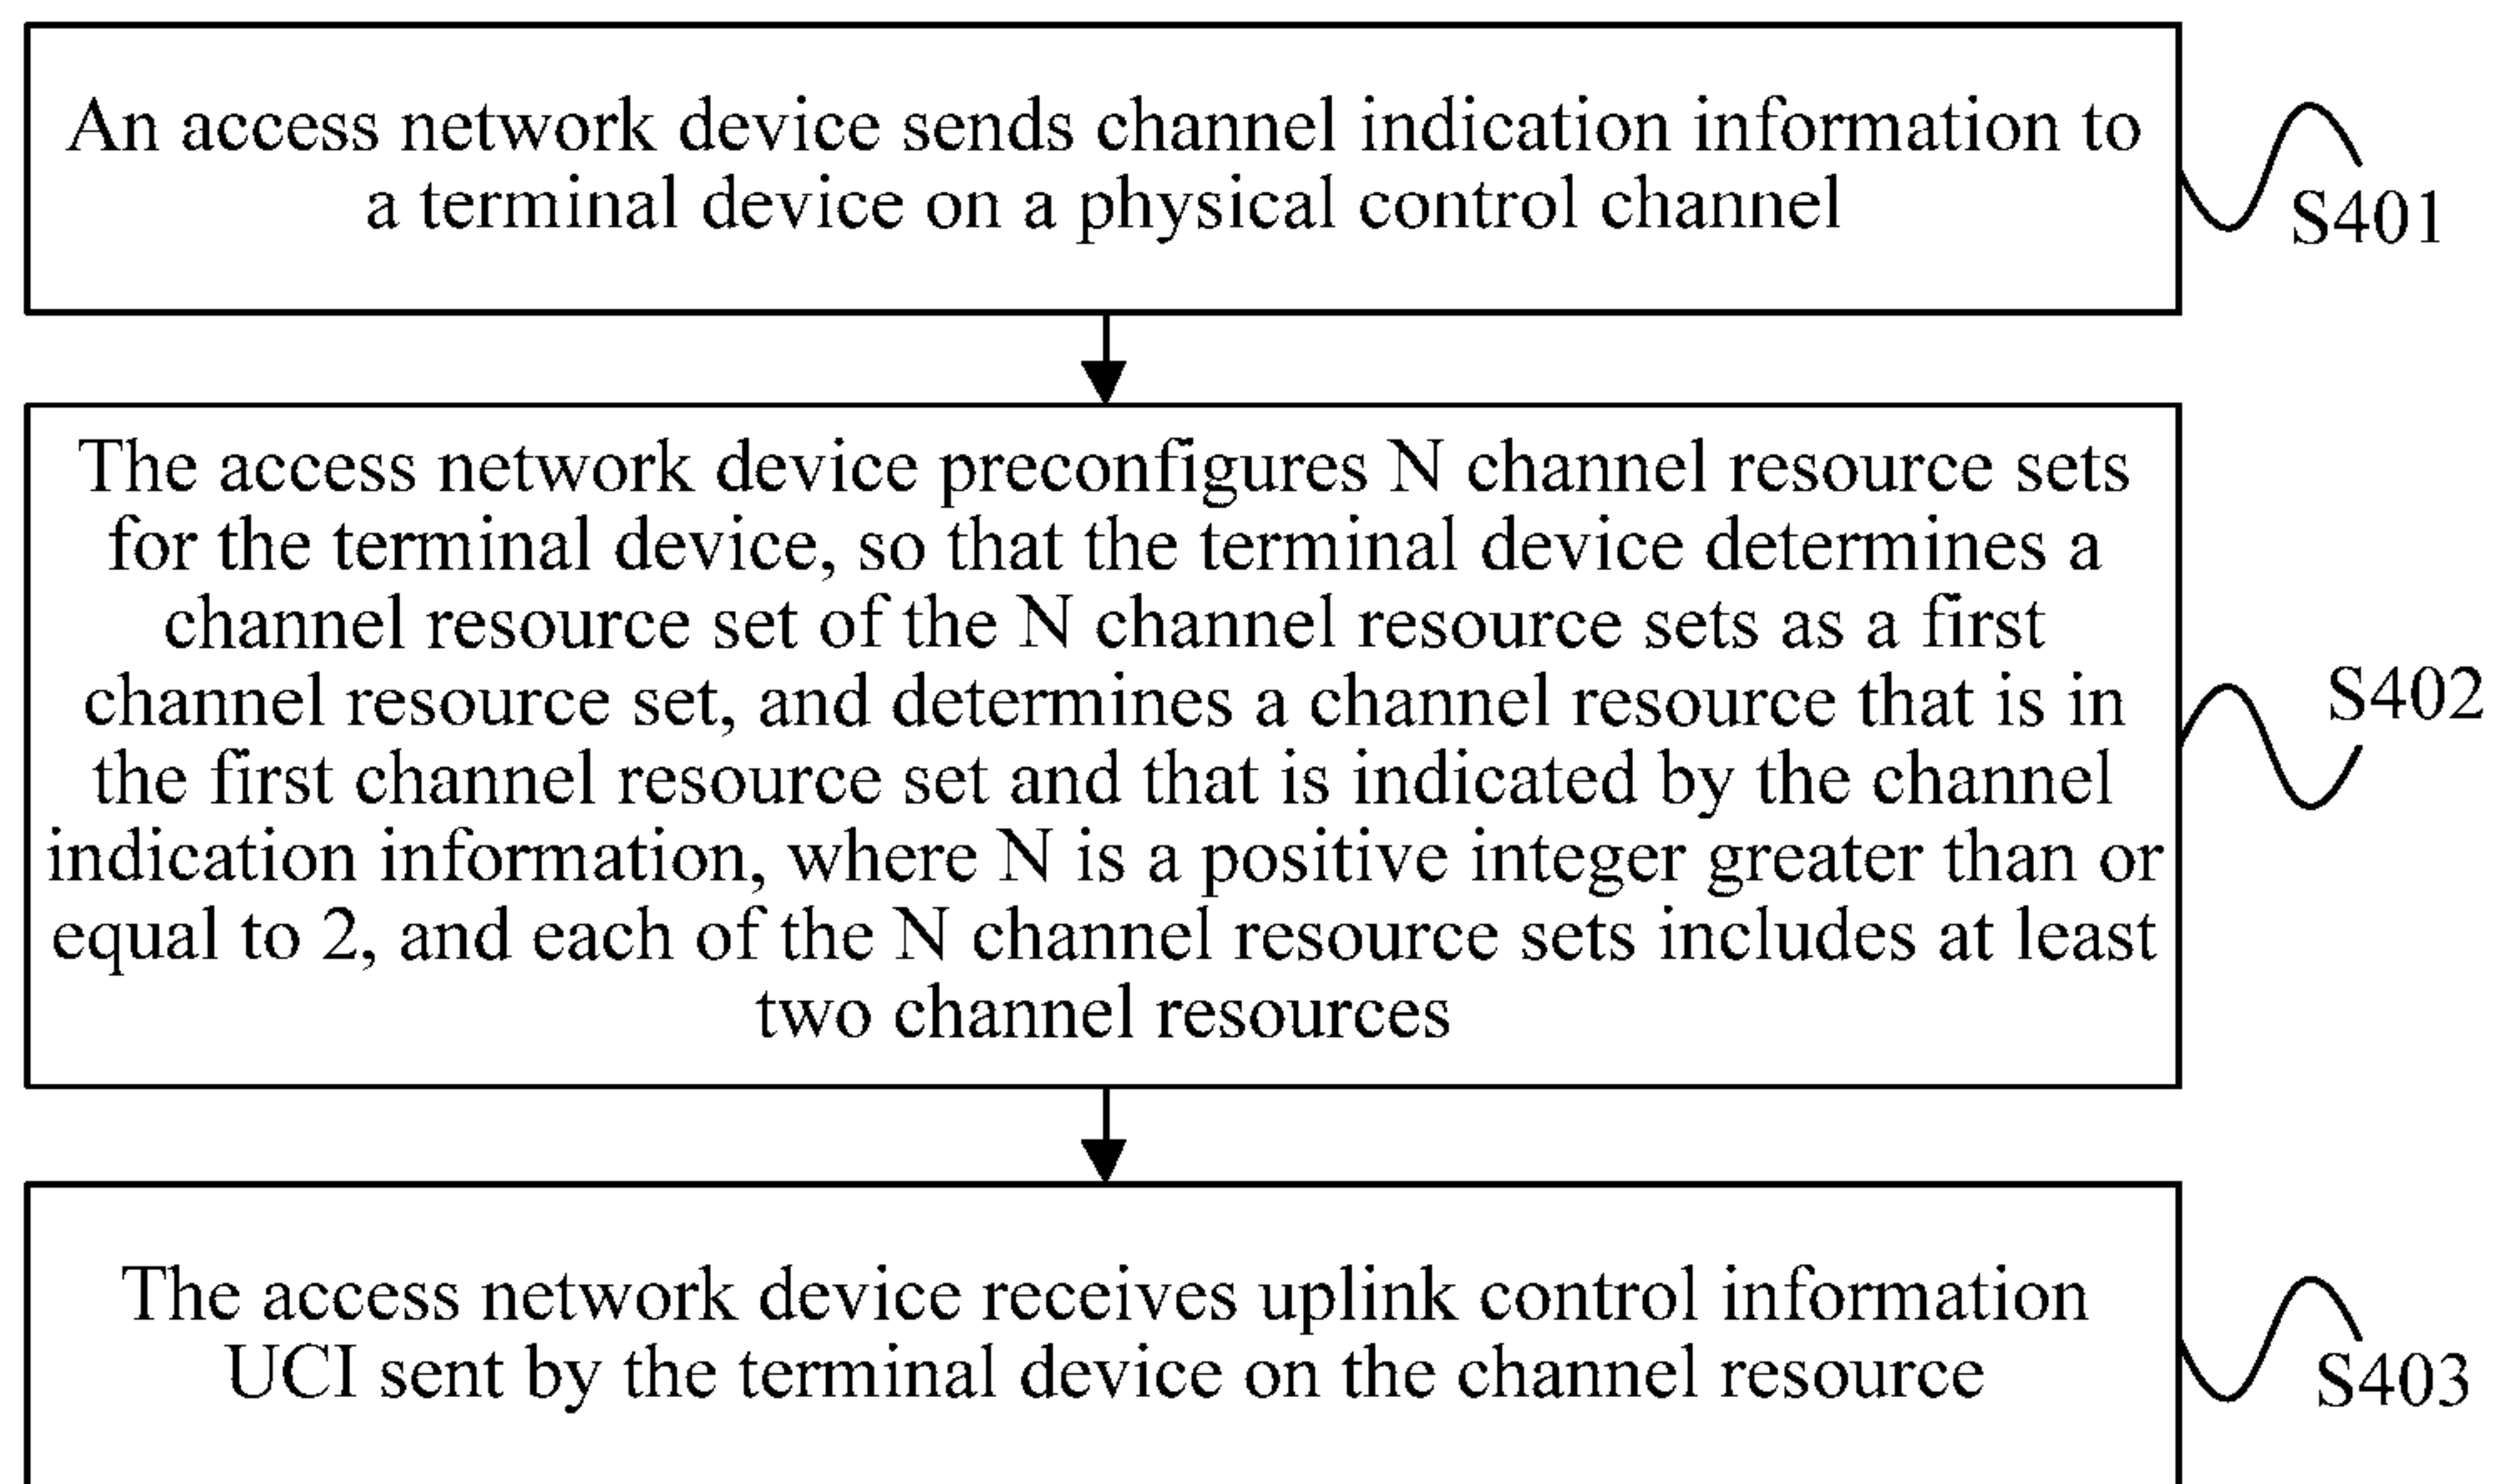 An access network device sends channel indication information to
a terminal device on a physical control channel
S401
The access network device preconfigures N channel resource sets
for the terminal device, so that the terminal device determines a
channel resource set of the N channel resource sets as a first
channel resource set, and determines a channel resource that is in
the first channel resource set and that is indicated by the channel
indication information, where N is a positive integer greater than or
equal to 2, and each of the N channel resource sets includes at least
two channel resources
S402
The access network device receives uplink control information
UCI sent by the terminal device on the channel resource
S403